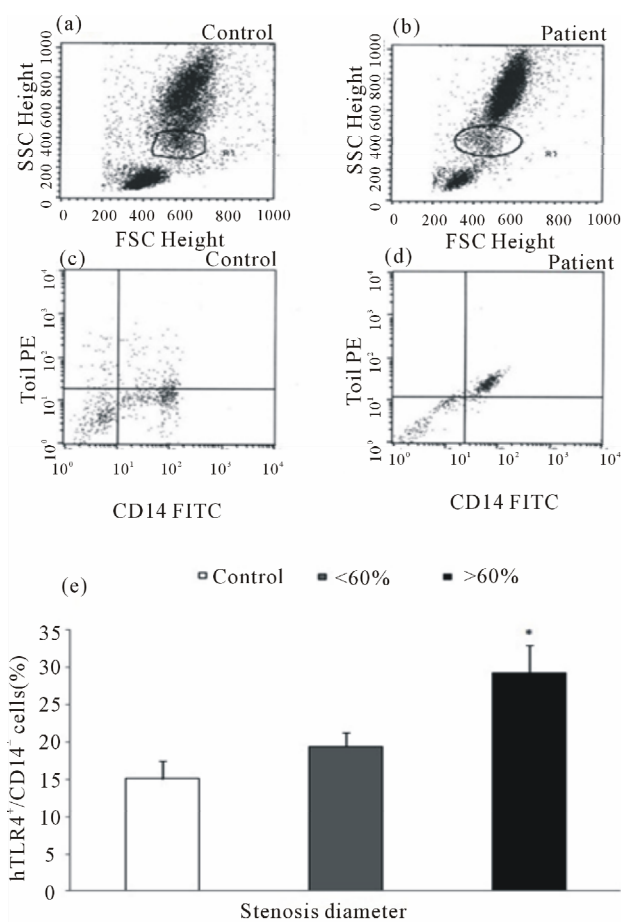 (a) Control
(b) Patient
SSC Height
1000
800
600
400
200
0
R1
0 200 400 600 800 1000
FSC Height
SSC Height
1000
800
600
400
200
0
R1
0 200 400 600 800 1000
FSC Height
(c) Control
(d) Patient
Toil PE
10⁴
10³
10²
10¹
10⁰
10⁰ 10¹ 10² 10³ 10⁴
CD14 FITC
Toil PE
10⁴
10³
10²
10¹
10⁰
10⁰ 10¹ 10² 10³ 10⁴
CD14 FITC
(e)
Control <60% >60%
hTLR4⁺/CD14⁺ cells(%)
35
30
25
20
15
10
5
0
*
Stenosis diameter